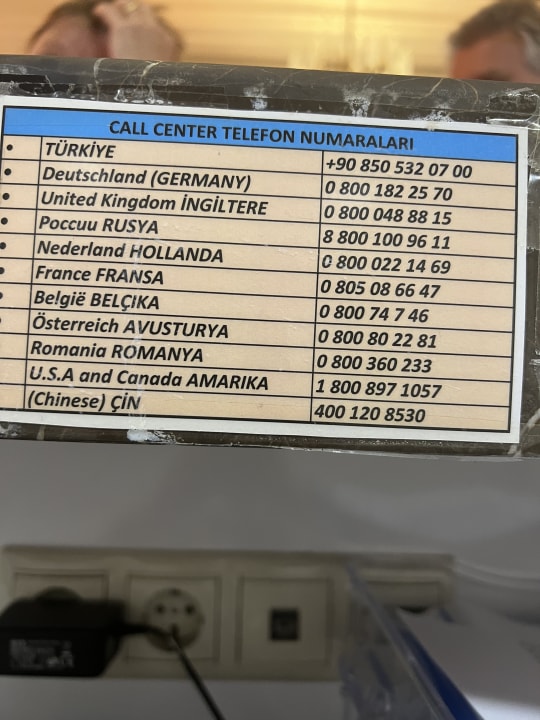 CALL CENTER TELEFON NUMARALARI
• TÜRKİYE +90 850 532 07 00
• Deutschland (GERMANY) 0 800 182 25 70
• United Kingdom İNGİLTERE 0 800 048 88 15
• Poccuu RUSYA 8 800 100 96 11
• Nederland HOLLANDA 0 800 022 14 69
• France FRANSA 0 805 08 66 47
• België BELÇIKA 0 800 74 7 46
• Österreich AVUSTURYA 0 800 80 22 81
Romania ROMANYA 0 800 360 233
U.S.A and Canada AMARIKA 1 800 897 1057
(Chinese) ÇİN 400 120 8530